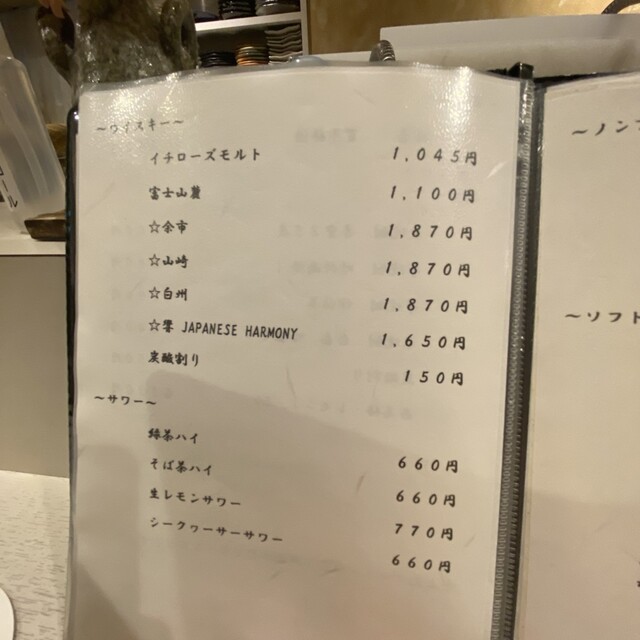 ～ウイスキー～
イチローズモルト 1,045円
富士山麓 1,100円
☆余市 1,870円
☆山崎 1,870円
☆白州 1,870円
☆響 JAPANESE HARMONY 1,650円
炭酸割り 150円
～サワー～
緑茶ハイ 660円
そば茶ハイ 660円
生レモンサワー 770円
シークヮーサーサワー 660円
～ノン
～ソフト